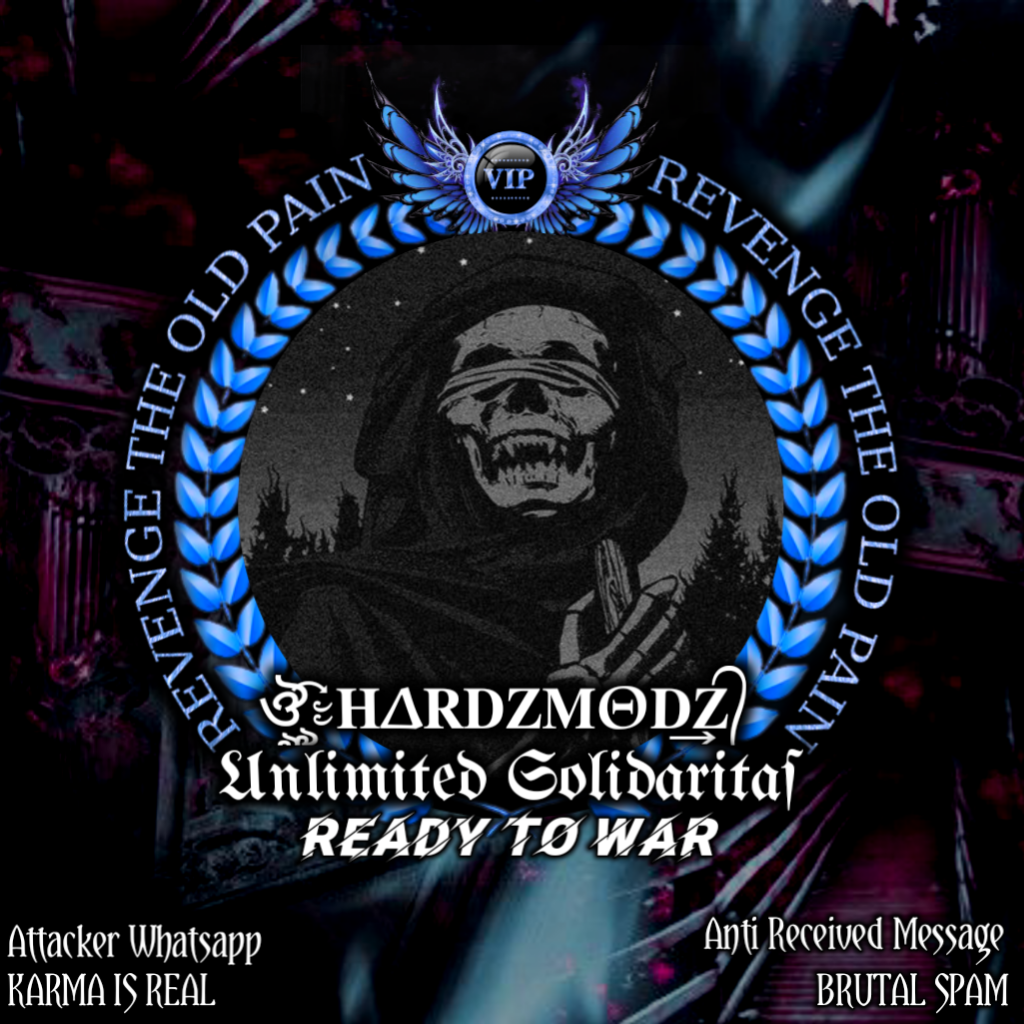 VIP
REVENGE THE OLD PAIN
REVENGE THE OLD PAIN
HΔRDZMΘDZ
Unlimited Solidaritaſ
READY TO WAR
Attacker Whatsapp
KARMA IS REAL
Anti Received Message
BRUTAL SPAM